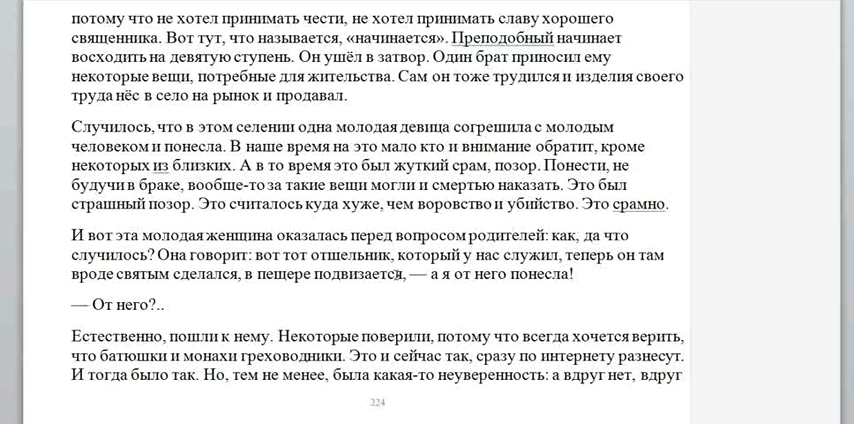 потому что не хотел принимать чести, не хотел принимать славу хорошего
священника. Вот тут, что называется, «начинается». Преподобный начинает
восходить на девятую ступень. Он ушёл в затвор. Один брат приносил ему
некоторые вещи, потребные для жительства. Сам он тоже трудился и изделия своего
труда нёс в село на рынок и продавал.
Случилось, что в этом селении одна молодая девица согрешила с молодым
человеком и понесла. В наше время на это мало кто и внимание обратит, кроме
некоторых из близких. А в то время это был жуткий срам, позор. Понести, не
будучи в браке, вообще-то за такие вещи могли и смертью наказать. Это был
страшный позор. Это считалось куда хуже, чем воровство и убийство. Это срамно.
И вот эта молодая женщина оказалась перед вопросом родителей: как, да что
случилось? Она говорит: вот тот отшельник, который у нас служил, теперь он там
вроде святым сделался, в пещере подвизается, — а я от него понесла!
— От него?..
Естественно, пошли к нему. Некоторые поверили, потому что всегда хочется верить,
что батюшки и монахи греховодники. Это и сейчас так, сразу по интернету разнесут.
И тогда было так. Но, тем не менее, была какая-то неуверенность: а вдруг нет, вдруг
224